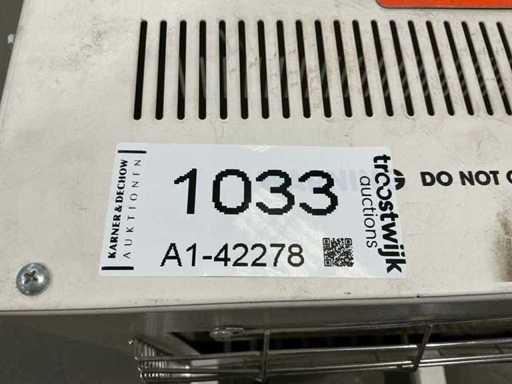 KARNER & DECHOW
AUKTIONEN
1033
A1-42278
troostwijk
auctions
DO NOT